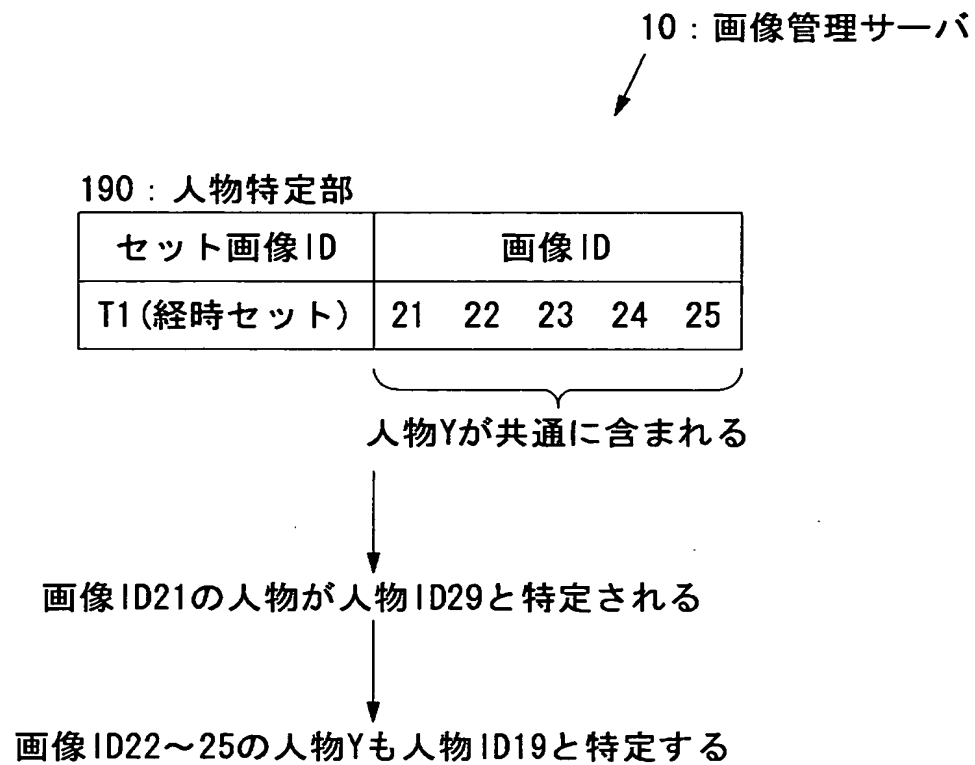 10：画像管理サーバ
190：人物特定部
セット画像ID 画像ID
T1(経時セット) 21 22 23 24 25
人物Yが共通に含まれる
画像ID21の人物が人物ID29と特定される
画像ID22～25の人物Yも人物ID19と特定する